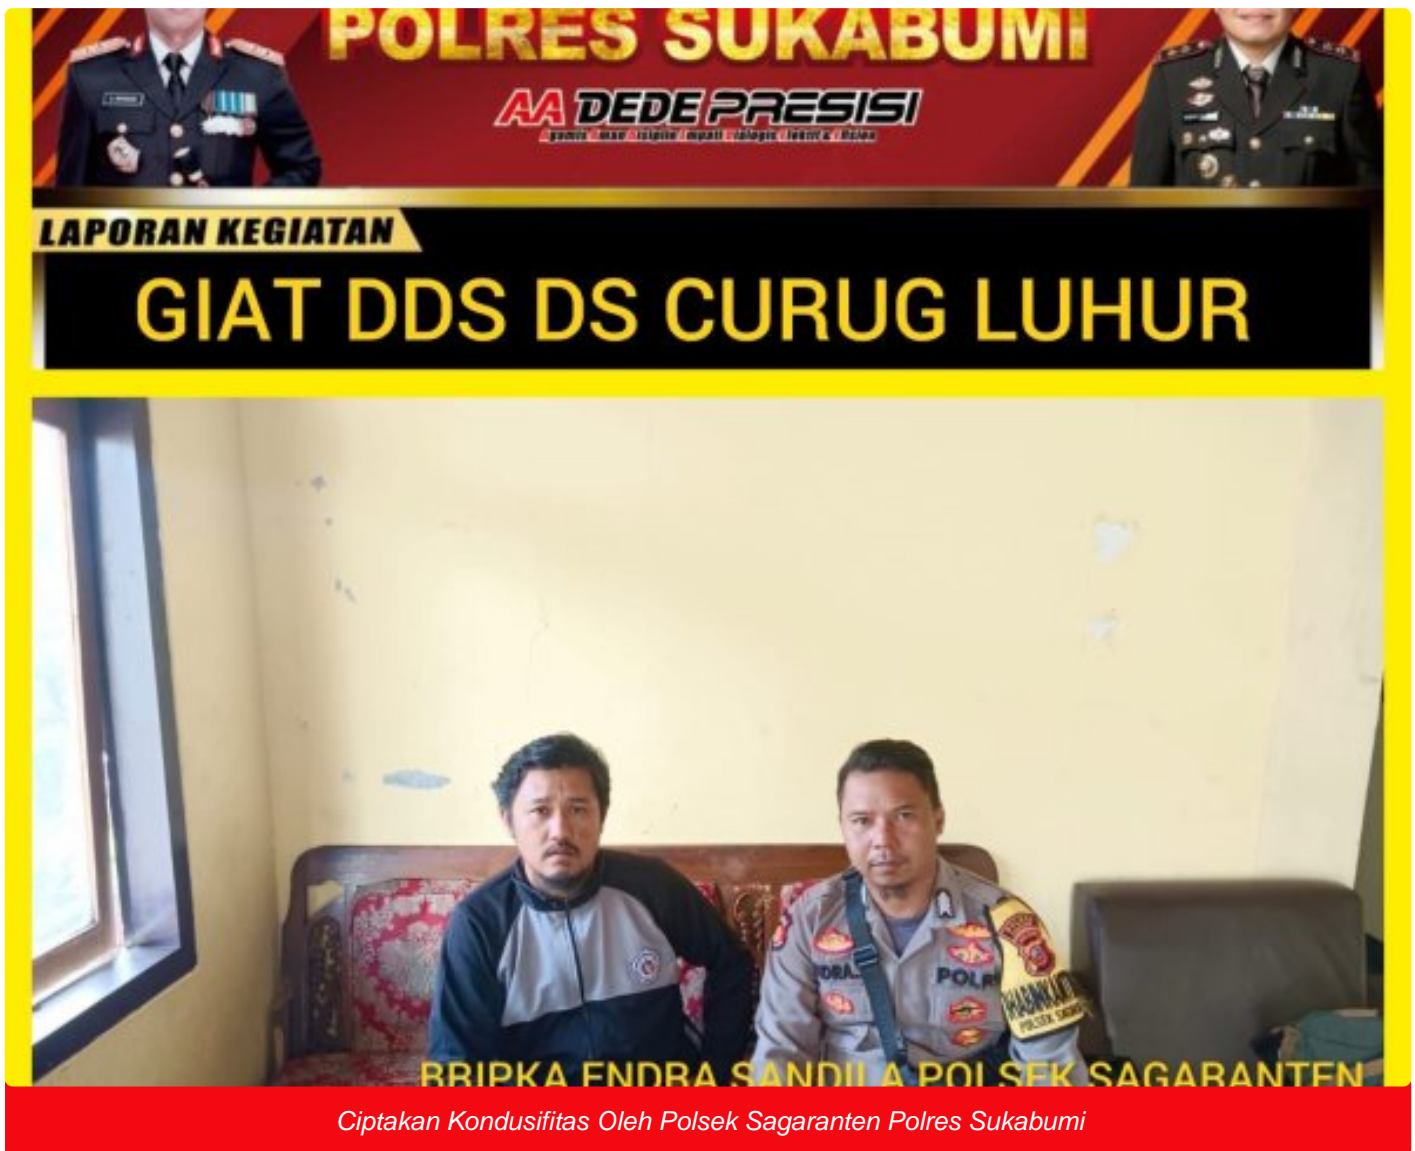 POLRES SUKABUMI
AA DEDE PRESISI
LAPORAN KEGIATAN
GIAT DDS DS CURUG LUHUR
POLRI
BRIPKA ENDRA SANDILA POLSEK SAGARANTEN
Ciptakan Kondusifitas Oleh Polsek Sagaranten Polres Sukabumi